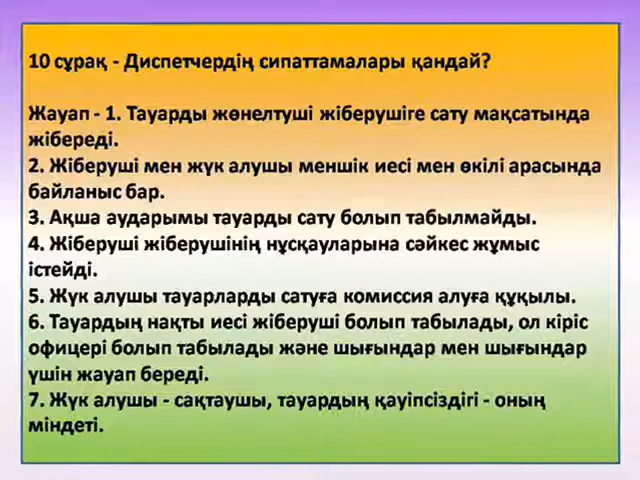 10 сұрақ - Диспетчердің сипаттамалары қандай?
Жауап - 1. Тауарды жөнелтуші жіберушіге сату мақсатында
жібереді.
2. Жіберуші мен жүк алушы меншік иесі мен өкілі арасында
байланыс бар.
3. Ақша аударымы тауарды сату болып табылмайды.
4. Жіберуші жіберушінің нұсқауларына сәйкес жұмыс
істейді.
5. Жүк алушы тауарларды сатуға комиссия алуға құқылы.
6. Тауардың нақты иесі жіберуші болып табылады, ол кіріс
офицері болып табылады және шығындар мен шығындар
үшін жауап береді.
7. Жүк алушы - сақтаушы, тауардың қауіпсіздігі - оның
міндеті.